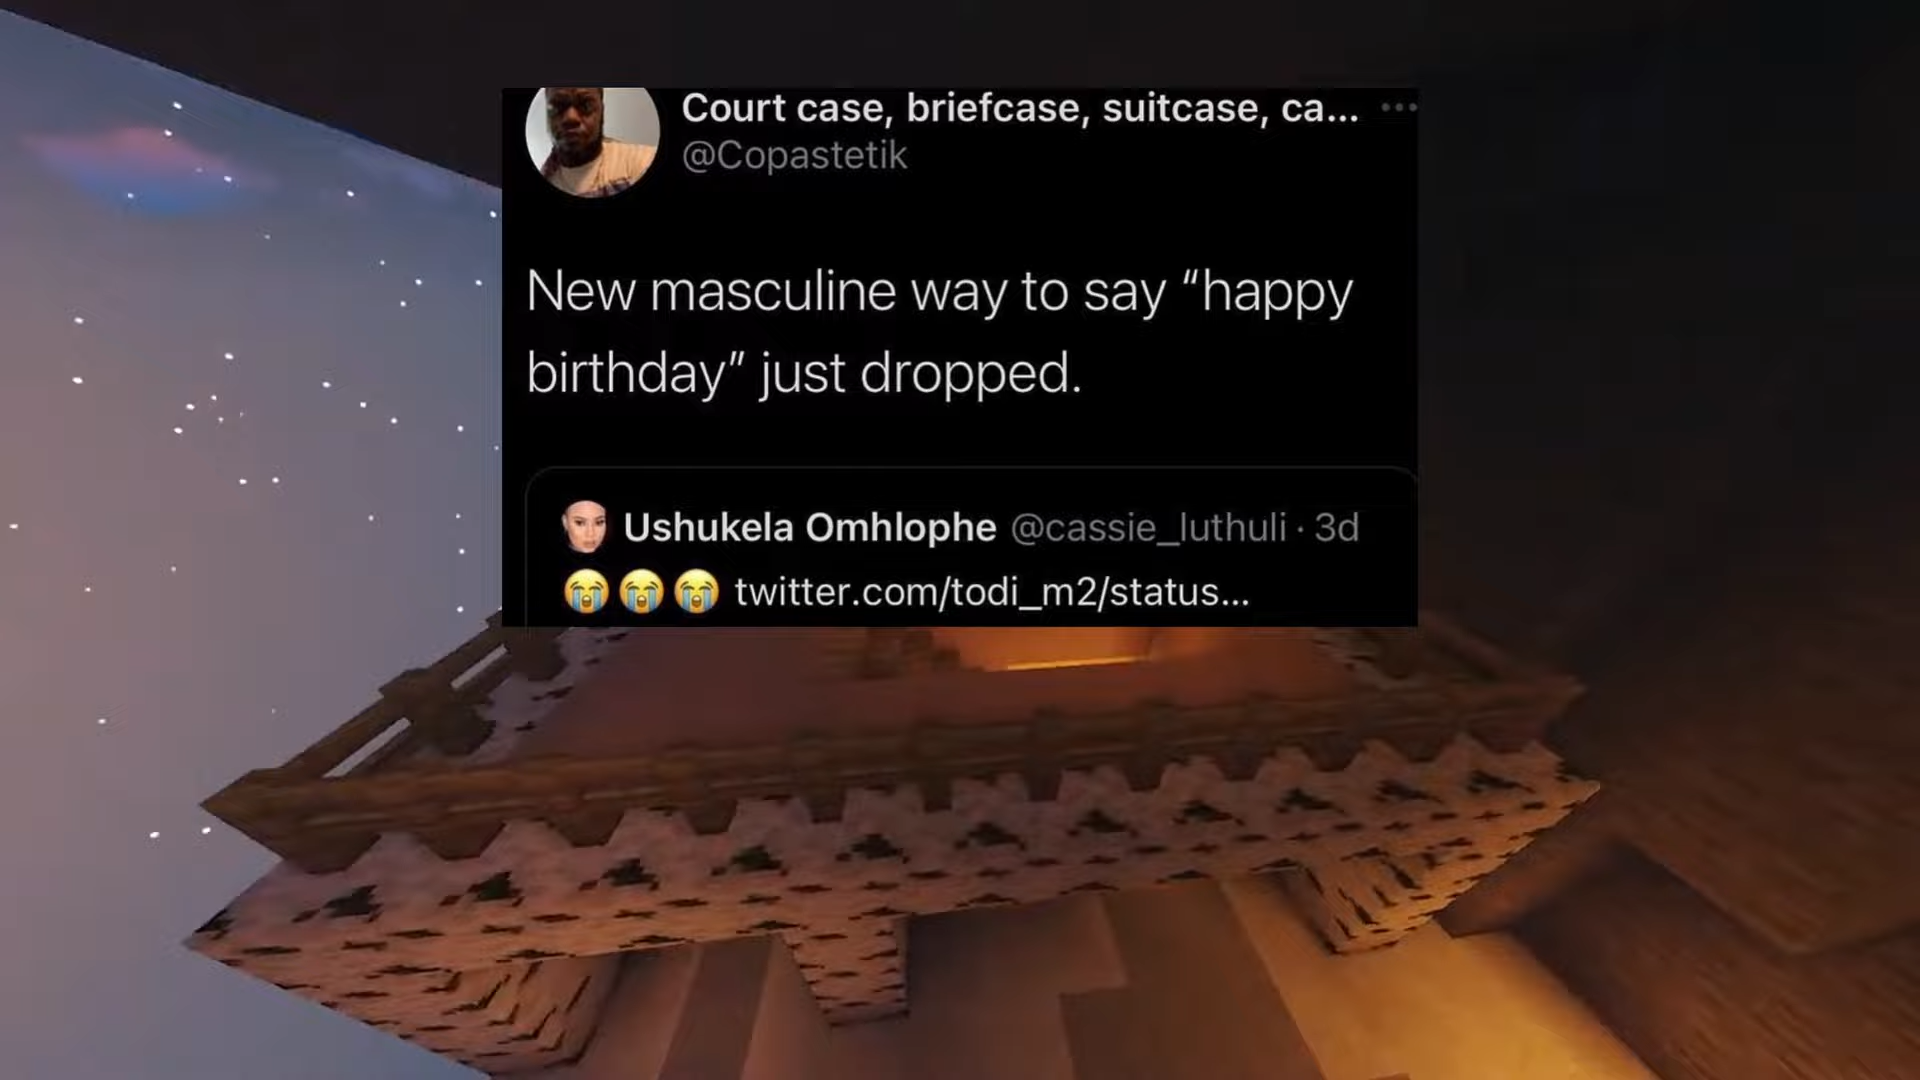 Court case, briefcase, suitcase, ca...
@Copastetik
New masculine way to say “happy
birthday” just dropped.
Ushukela Omhlophe @cassie_luthuli · 3d
😭😭😭 twitter.com/todi_m2/status...